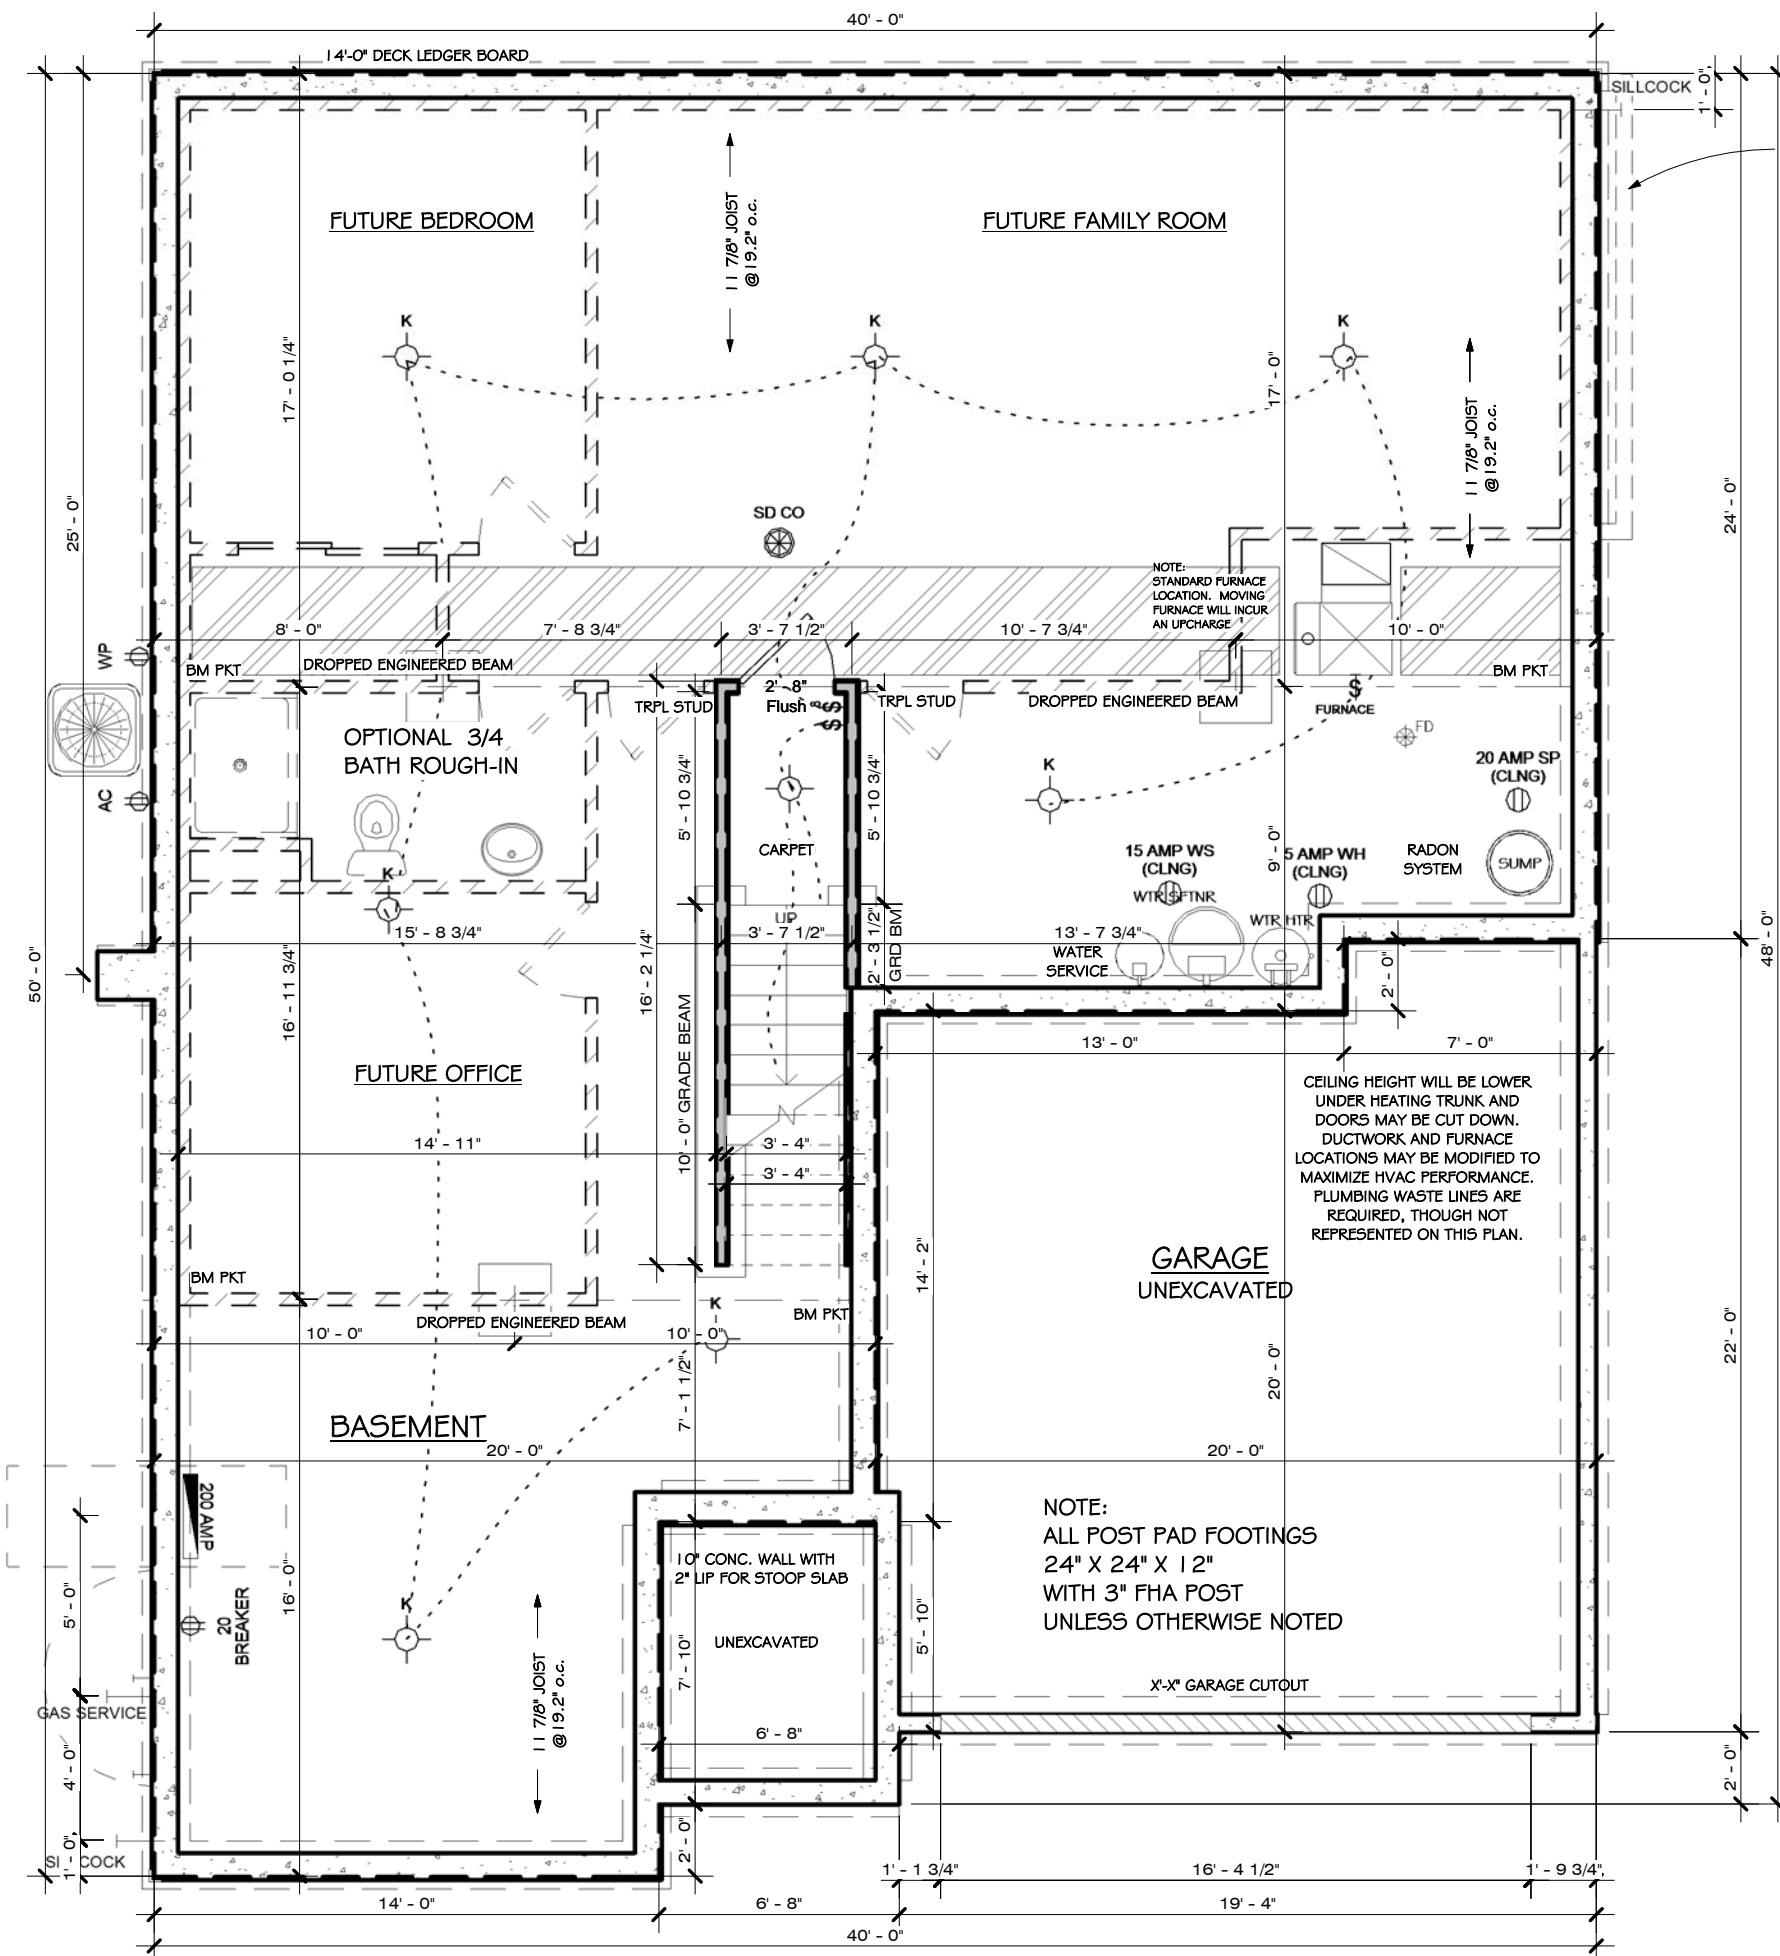 40' - 0"
14'-0" DECK LEDGER BOARD
SILLCOCK
1' - 0"
FUTURE BEDROOM
FUTURE FAMILY ROOM
11 7/8" JOIST
@19.2" o.c.
K
K
K
17' - 0 1/4"
17' - 0"
11 7/8" JOIST
@19.2" o.c.
25' - 0"
24' - 0"
SD CO
NOTE:
STANDARD FURNACE
LOCATION. MOVING
FURNACE WILL INCUR
AN UPCHARGE
8' - 0"
7' - 8 3/4"
3' - 7 1/2"
10' - 7 3/4"
10' - 0"
WP
BM PKT
DROPPED ENGINEERED BEAM
BM PKT
2' - 8"
Flush
$
$
TRPL STUD
TRPL STUD
DROPPED ENGINEERED BEAM
$
FURNACE
FD
OPTIONAL 3/4
BATH ROUGH-IN
AC
5' - 10 3/4"
5' - 10 3/4"
K
20 AMP SP
(CLNG)
CARPET
9' - 0"
15 AMP WS
(CLNG)
WTR SFTNR
5 AMP WH
(CLNG)
WTR HTR
RADON
SYSTEM
SUMP
K
UP
15' - 8 3/4"
3' - 7 1/2"
2' - 3 1/2"
GRD BM
13' - 7 3/4"
WATER
SERVICE
50' - 0"
48' - 0"
16' - 11 3/4"
16' - 2 1/4"
2' - 0"
13' - 0"
7' - 0"
FUTURE OFFICE
10' - 0" GRADE BEAM
CEILING HEIGHT WILL BE LOWER
UNDER HEATING TRUNK AND
DOORS MAY BE CUT DOWN.
DUCTWORK AND FURNACE
LOCATIONS MAY BE MODIFIED TO
MAXIMIZE HVAC PERFORMANCE.
PLUMBING WASTE LINES ARE
REQUIRED, THOUGH NOT
REPRESENTED ON THIS PLAN.
14' - 11"
3' - 4"
3' - 4"
14' - 2"
GARAGE
UNEXCAVATED
BM PKT
DROPPED ENGINEERED BEAM
K
BM PKT
10' - 0"
10' - 0"
7' - 1 1/2"
20' - 0"
22' - 0"
BASEMENT
20' - 0"
20' - 0"
200 AMP
NOTE:
ALL POST PAD FOOTINGS
24" X 24" X 12"
WITH 3" FHA POST
UNLESS OTHERWISE NOTED
10" CONC. WALL WITH
2" LIP FOR STOOP SLAB
16' - 0"
5' - 0"
20
BREAKER
K
11 7/8" JOIST
@19.2" o.c.
UNEXCAVATED
7' - 10"
5' - 10"
X'-X" GARAGE CUTOUT
GAS SERVICE
6' - 8"
4' - 0"
2' - 0"
2' - 0"
1' - 0"
1' - 1 3/4"
16' - 4 1/2"
1' - 9 3/4"
14' - 0"
6' - 8"
19' - 4"
40' - 0"